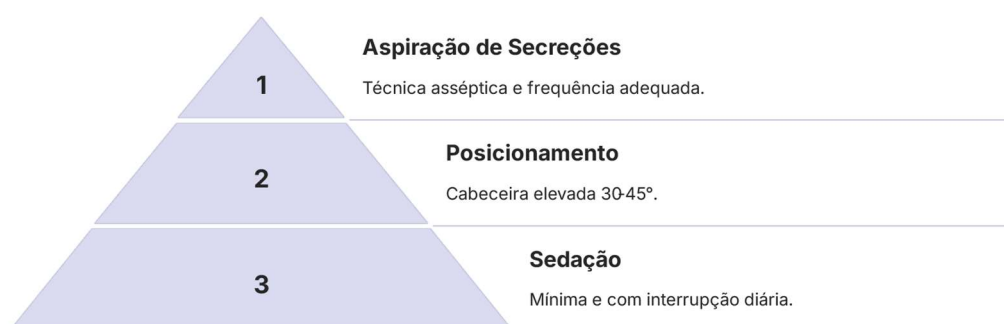 1
Aspiração de Secreções
Técnica asséptica e frequência adequada.
2
Posicionamento
Cabeceira elevada 30-45°.
3
Sedação
Mínima e com interrupção diária.